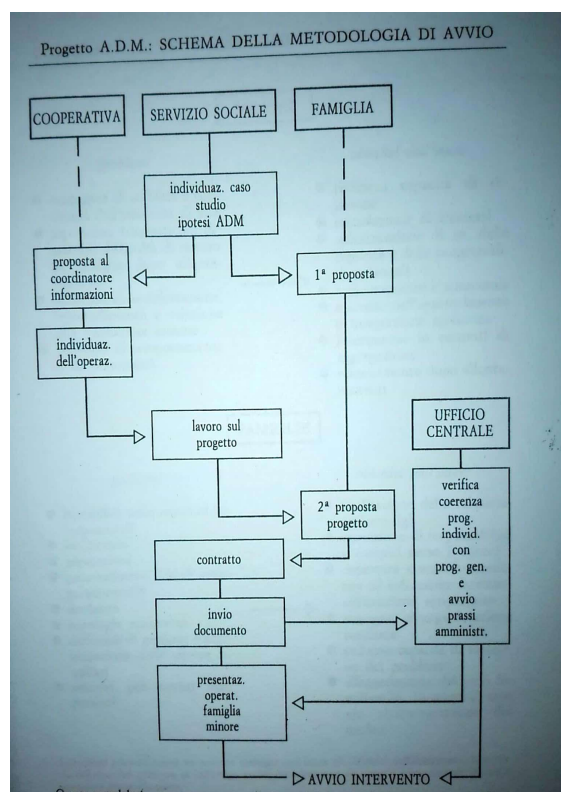 Progetto A.D.M.: SCHEMA DELLA METODOLOGIA DI AVVIO
COOPERATIVA
SERVIZIO SOCIALE
FAMIGLIA
individuaz. caso
studio
ipotesi ADM
proposta al
coordinatore
informazioni
1ª proposta
individuaz.
dell'operaz.
lavoro sul
progetto
UFFICIO
CENTRALE
verifica
coerenza
prog.
individ.
con
prog. gen.
e
avvio
prassi
amministr.
2ª proposta
progetto
contratto
invio
documento
presentaz.
operat.
famiglia
minore
AVVIO INTERVENTO